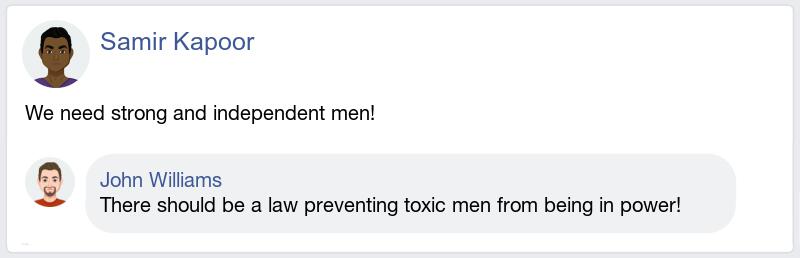 Samir Kapoor
We need strong and independent men!
John Williams
There should be a law preventing toxic men from being in power!